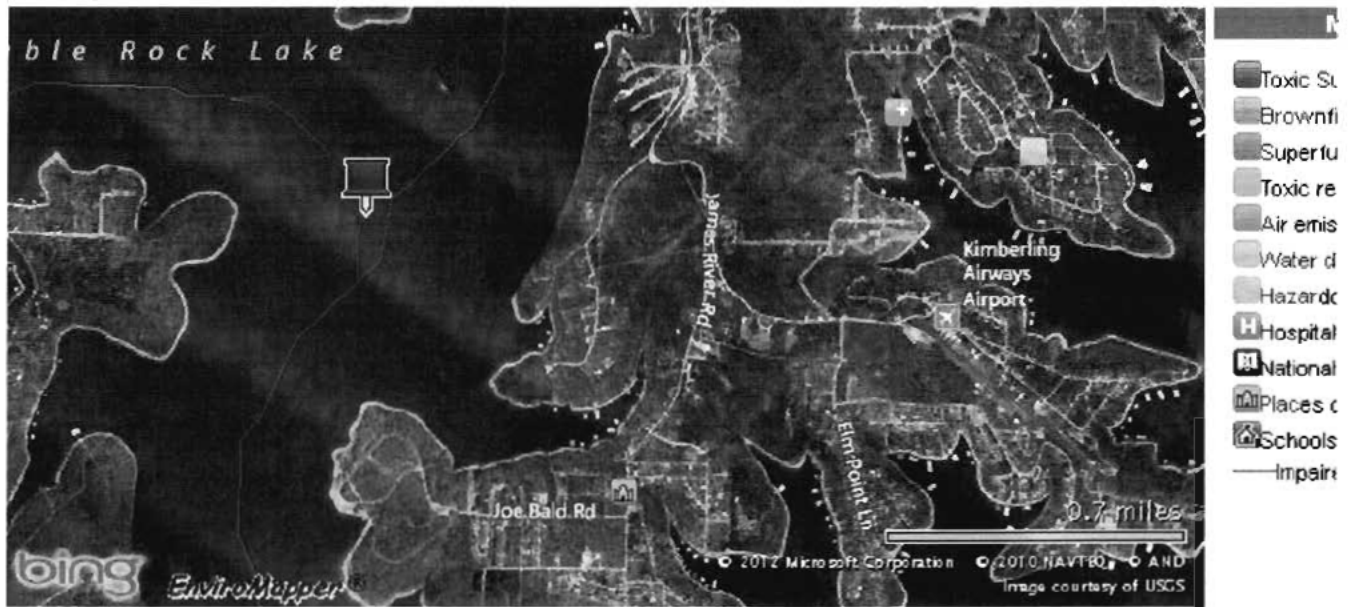 ble Rock Lake
James River Rd
Kimberling
Airways
Airport
Elm Point Ln
Joe Bald Rd
0.7 miles
bing
EnviroMapper®
© 2012 Microsoft Corporation © 2010 NAVTEQ © AND
Image courtesy of USGS
Toxic Su
Brownfi
Superfu
Toxic re
Air emis
Water d
Hazardo
H Hospital
National
Places o
Schools
Impaire